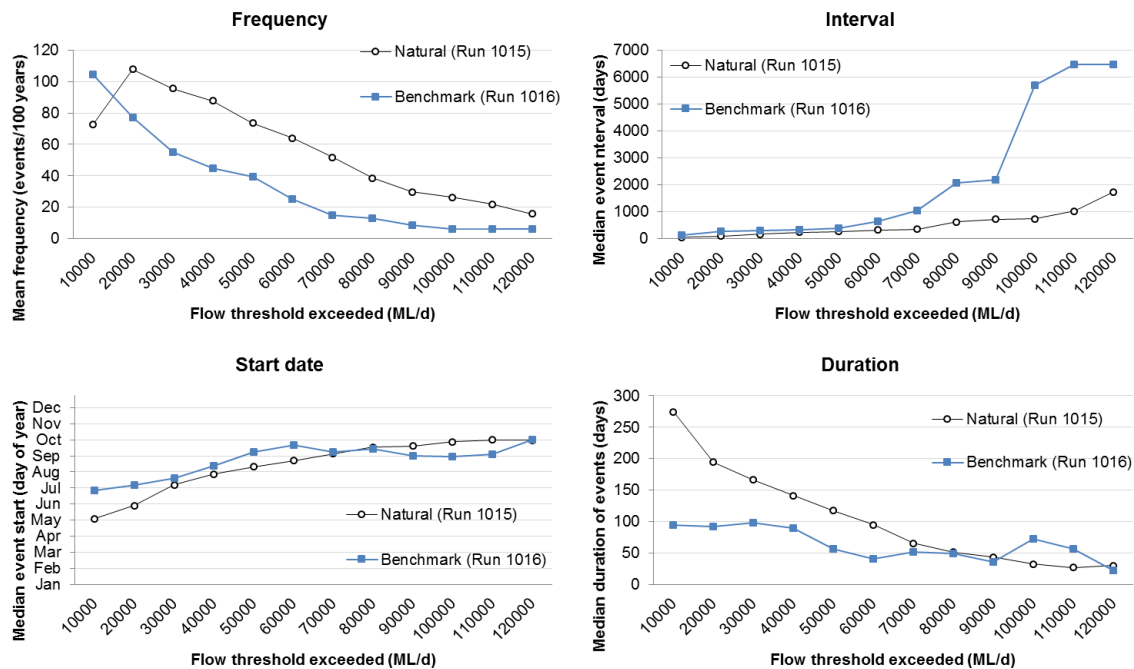 Frequency
Natural (Run 1015)
Benchmark (Run 1016)
Mean frequency (events/100 years)
120
100
80
60
40
20
0
10000 20000 30000 40000 50000 60000 70000 80000 90000 100000 110000 120000
Flow threshold exceeded (ML/d)
Interval
Natural (Run 1015)
Benchmark (Run 1016)
Median event nterval (days)
7000
6000
5000
4000
3000
2000
1000
0
10000 20000 30000 40000 50000 60000 70000 80000 90000 100000 110000 120000
Flow threshold exceeded (ML/d)
Start date
Median event start (day of year)
Dec
Nov
Oct
Sep
Aug
Jul
Jun
May
Apr
Mar
Feb
Jan
Natural (Run 1015)
Benchmark (Run 1016)
10000 20000 30000 40000 50000 60000 70000 80000 90000 100000 110000 120000
Flow threshold exceeded (ML/d)
Duration
Natural (Run 1015)
Benchmark (Run 1016)
Median duration of events (days)
300
250
200
150
100
50
0
10000 20000 30000 40000 50000 60000 70000 80000 90000 100000 110000 120000
Flow threshold exceeded (ML/d)